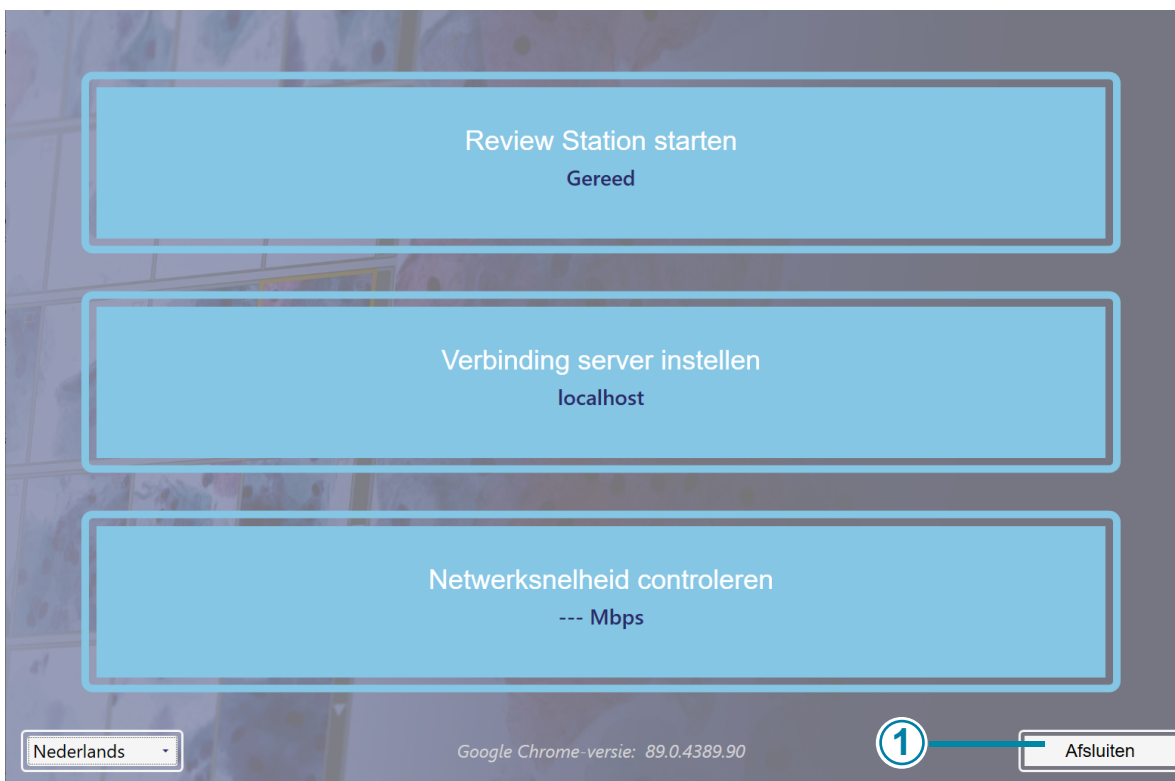 Review Station starten
Gereed
Verbinding server instellen
localhost
Netwerksnelheid controleren
--- Mbps
Nederlands
Google Chrome-versie: 89.0.4389.90
1
Afsluiten